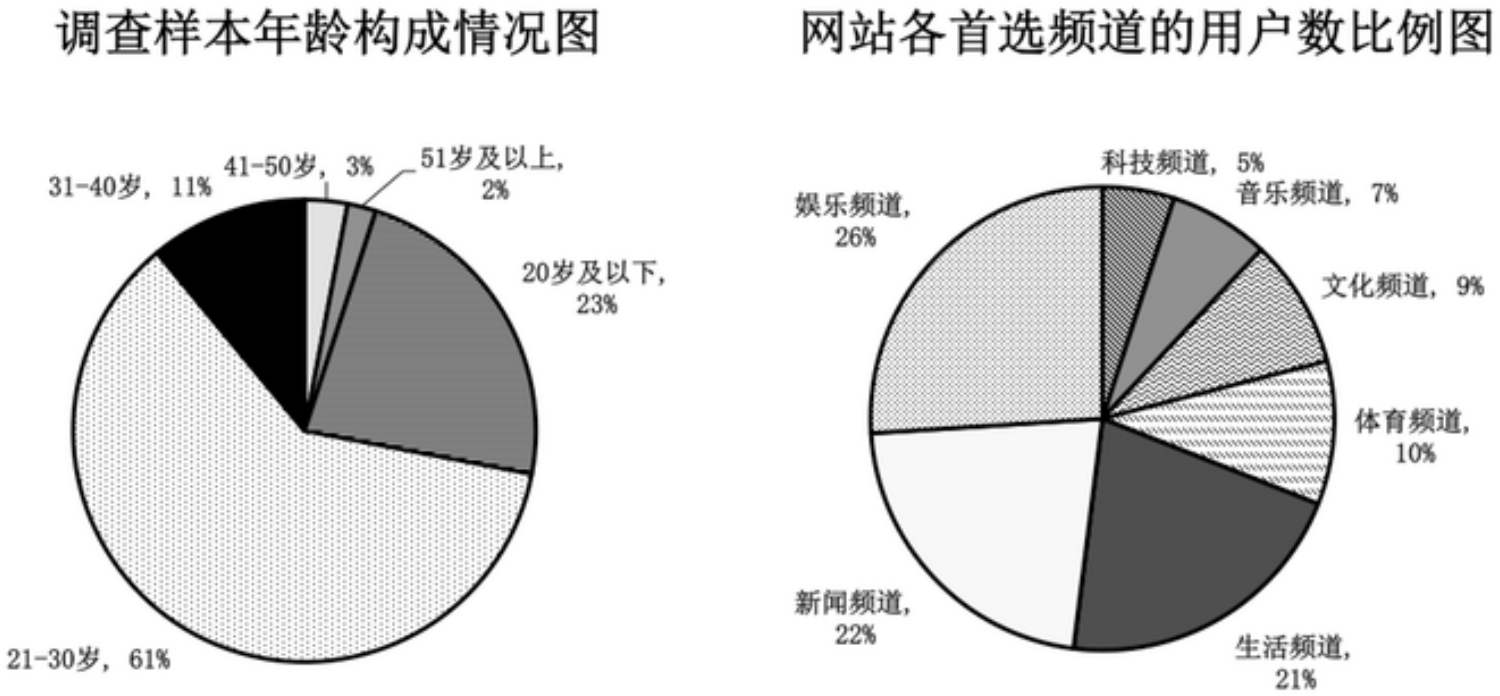 调查样本年龄构成情况图
31-40岁, 11%
41-50岁, 3%
51岁及以上,
2%
20岁及以下,
23%
21-30岁, 61%
网站各首选频道的用户数比例图
科技频道, 5%
音乐频道, 7%
文化频道, 9%
体育频道,
10%
生活频道,
21%
新闻频道,
22%
娱乐频道,
26%